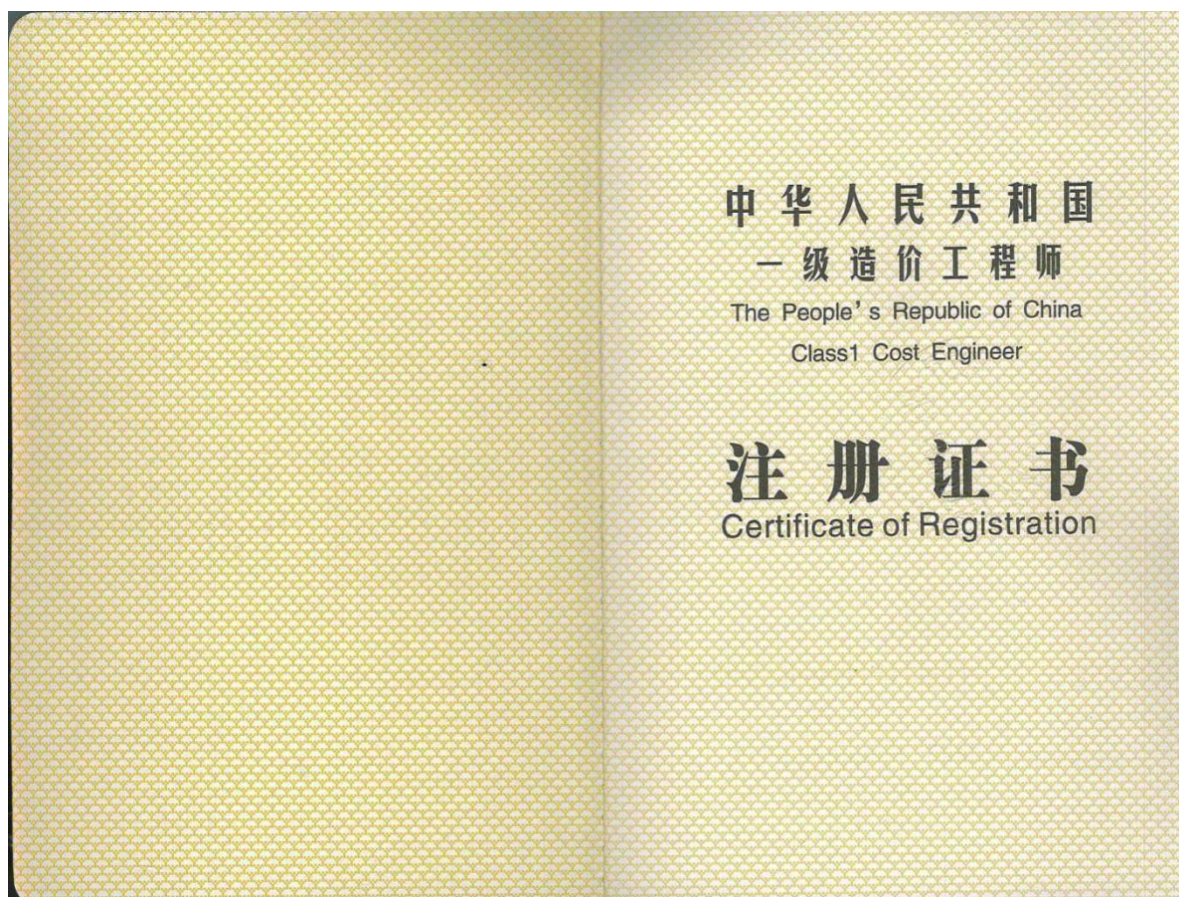 中华人民共和国
一级造价工程师
The People's Republic of China
Class1 Cost Engineer
注册证书
Certificate of Registration